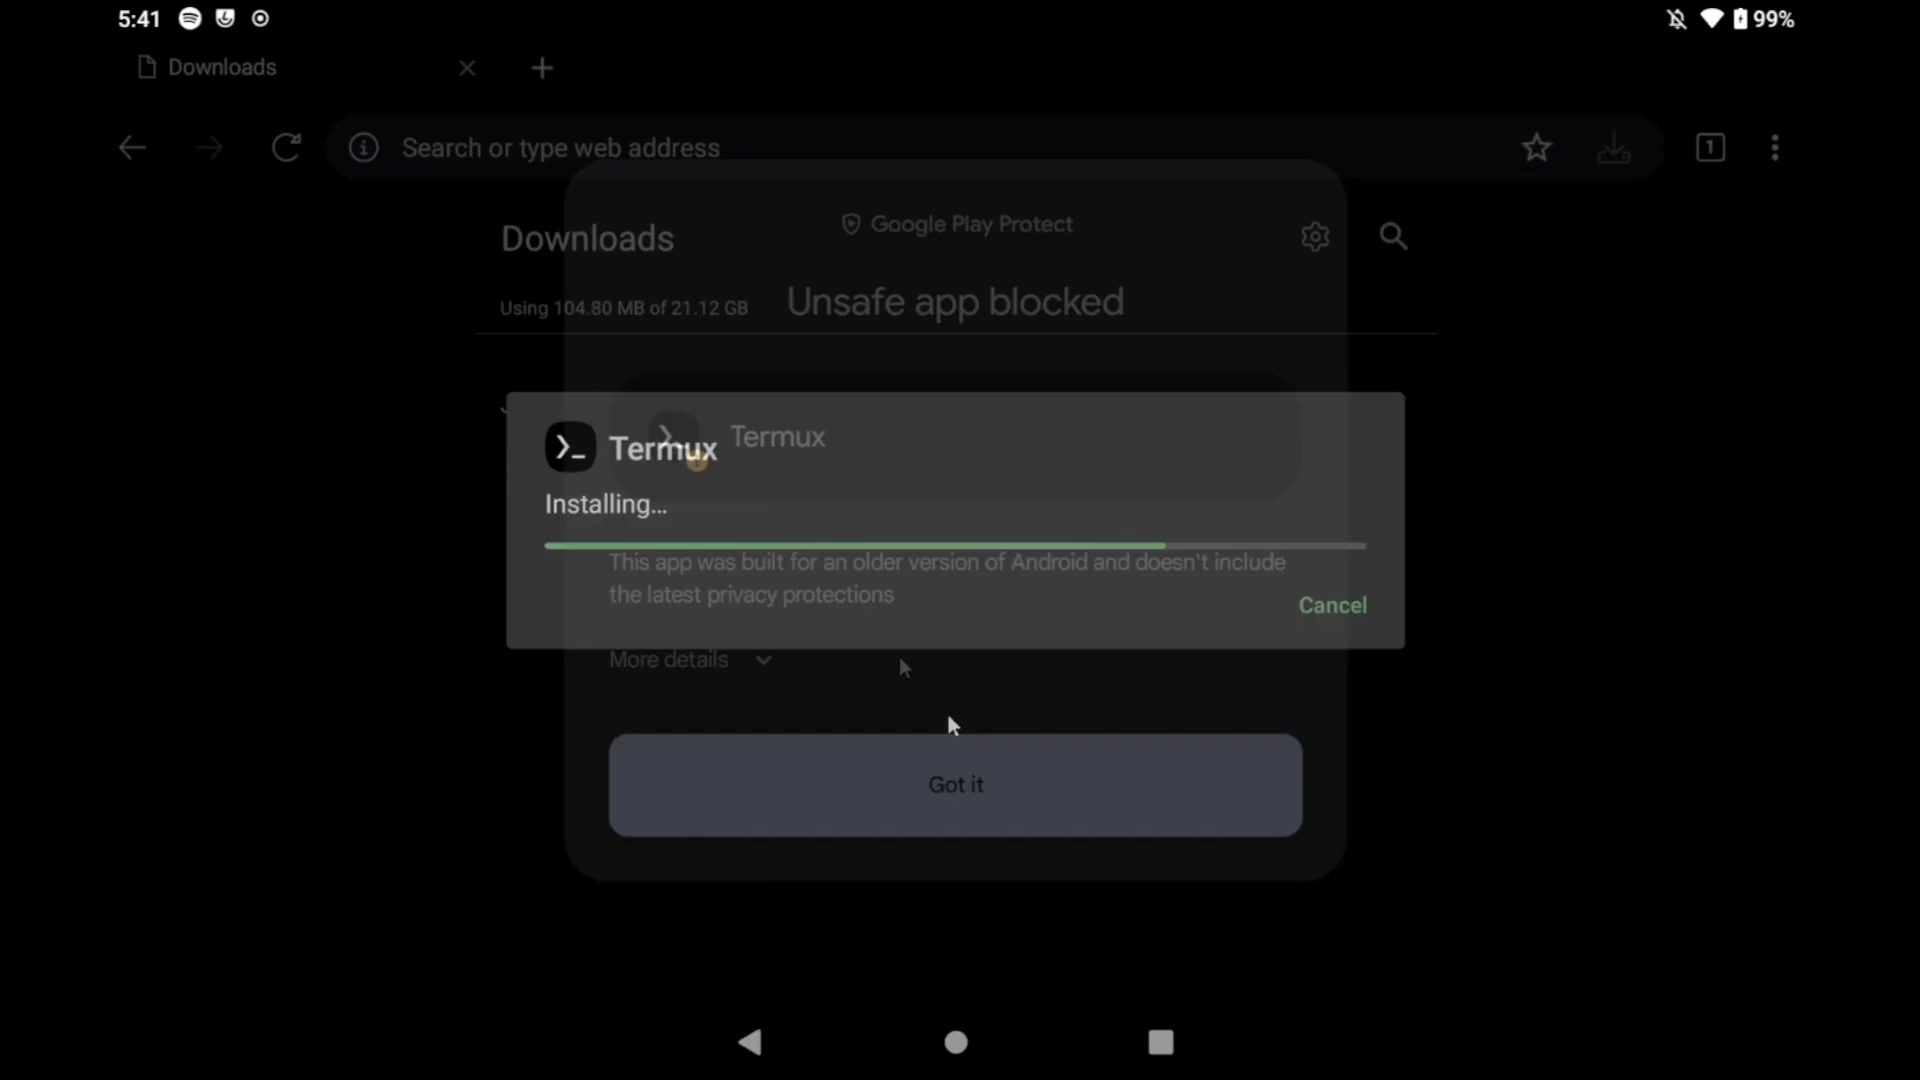 5:41
99%
Downloads
Search or type web address
1
Google Play Protect
Downloads
Unsafe app blocked
Using 104.80 MB of 21.12 GB
Termux
Termux
Installing...
This app was built for an older version of Android and doesn't include
the latest privacy protections
Cancel
More details
Got it